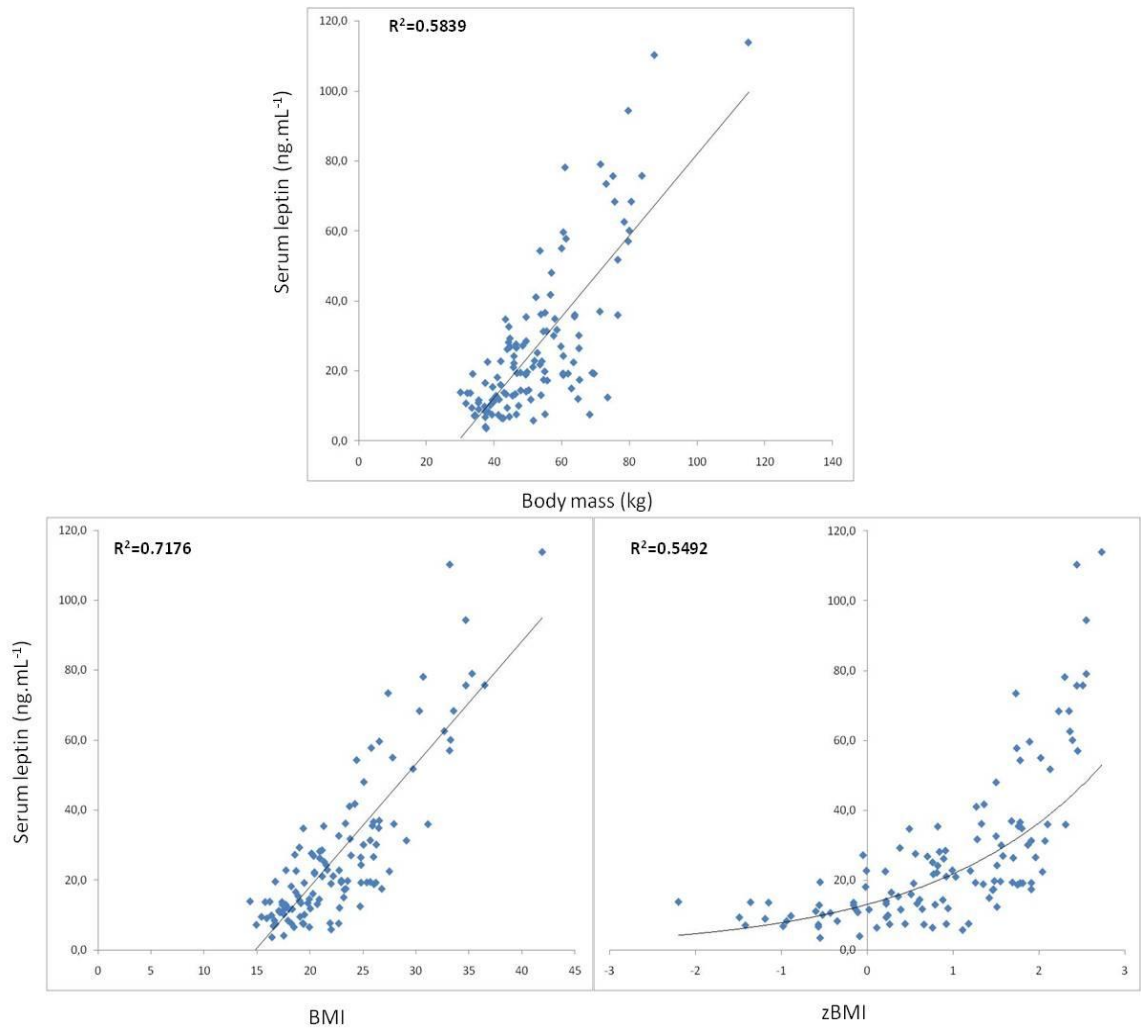 R²=0.5839
120,0
100,0
80,0
60,0
40,0
20,0
0,0
Serum leptin (ng.mL⁻¹)
0 20 40 60 80 100 120 140
Body mass (kg)
R²=0.7176
120,0
100,0
80,0
60,0
40,0
20,0
0,0
Serum leptin (ng.mL⁻¹)
0 5 10 15 20 25 30 35 40 45
BMI
R²=0.5492
120,0
100,0
80,0
60,0
40,0
20,0
0,0
-3 -2 -1 0 1 2 3
zBMI